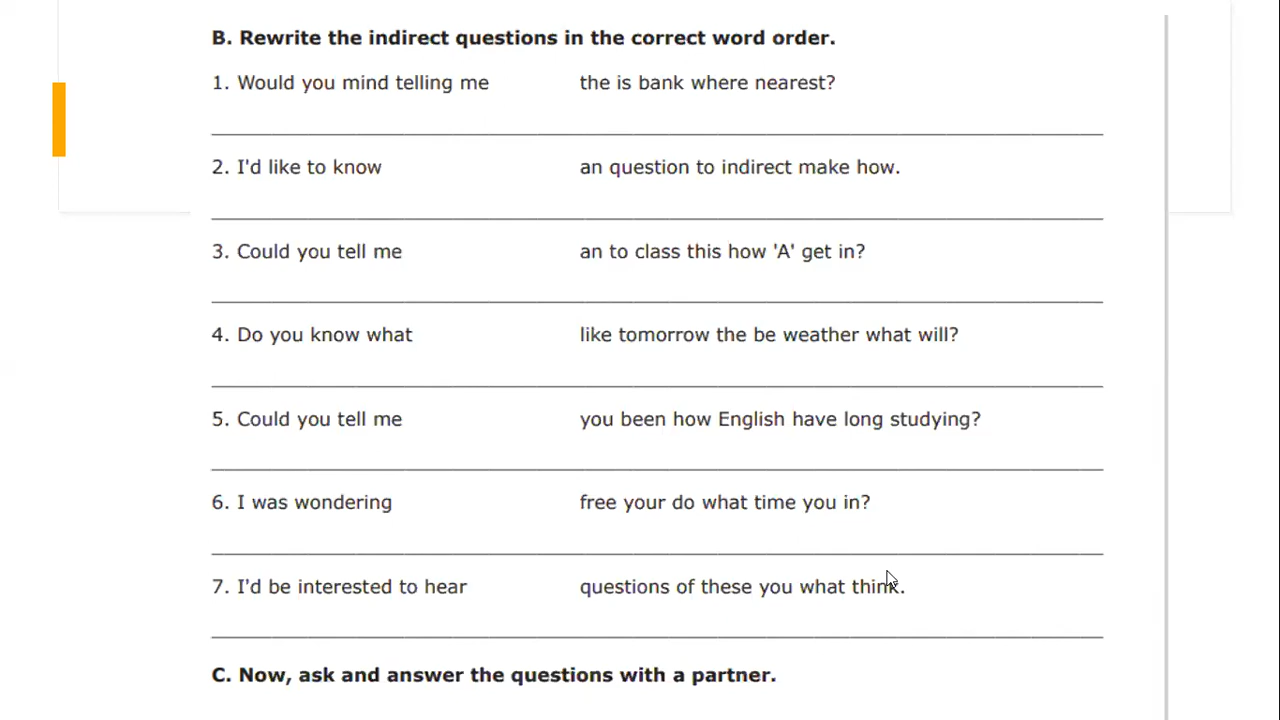 B. Rewrite the indirect questions in the correct word order.
1. Would you mind telling me the is bank where nearest?
2. I'd like to know an question to indirect make how.
3. Could you tell me an to class this how 'A' get in?
4. Do you know what like tomorrow the be weather what will?
5. Could you tell me you been how English have long studying?
6. I was wondering free your do what time you in?
7. I'd be interested to hear questions of these you what think.
C. Now, ask and answer the questions with a partner.